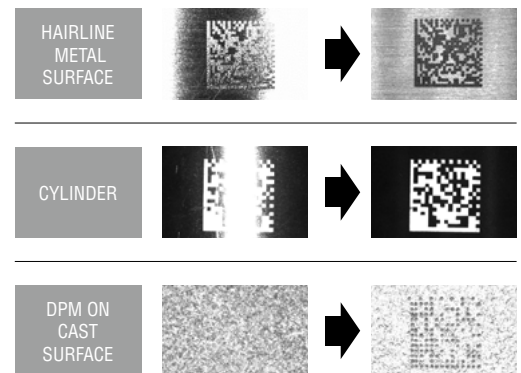 HAIRLINE
METAL
SURFACE
CYLINDER
DPM ON
CAST
SURFACE